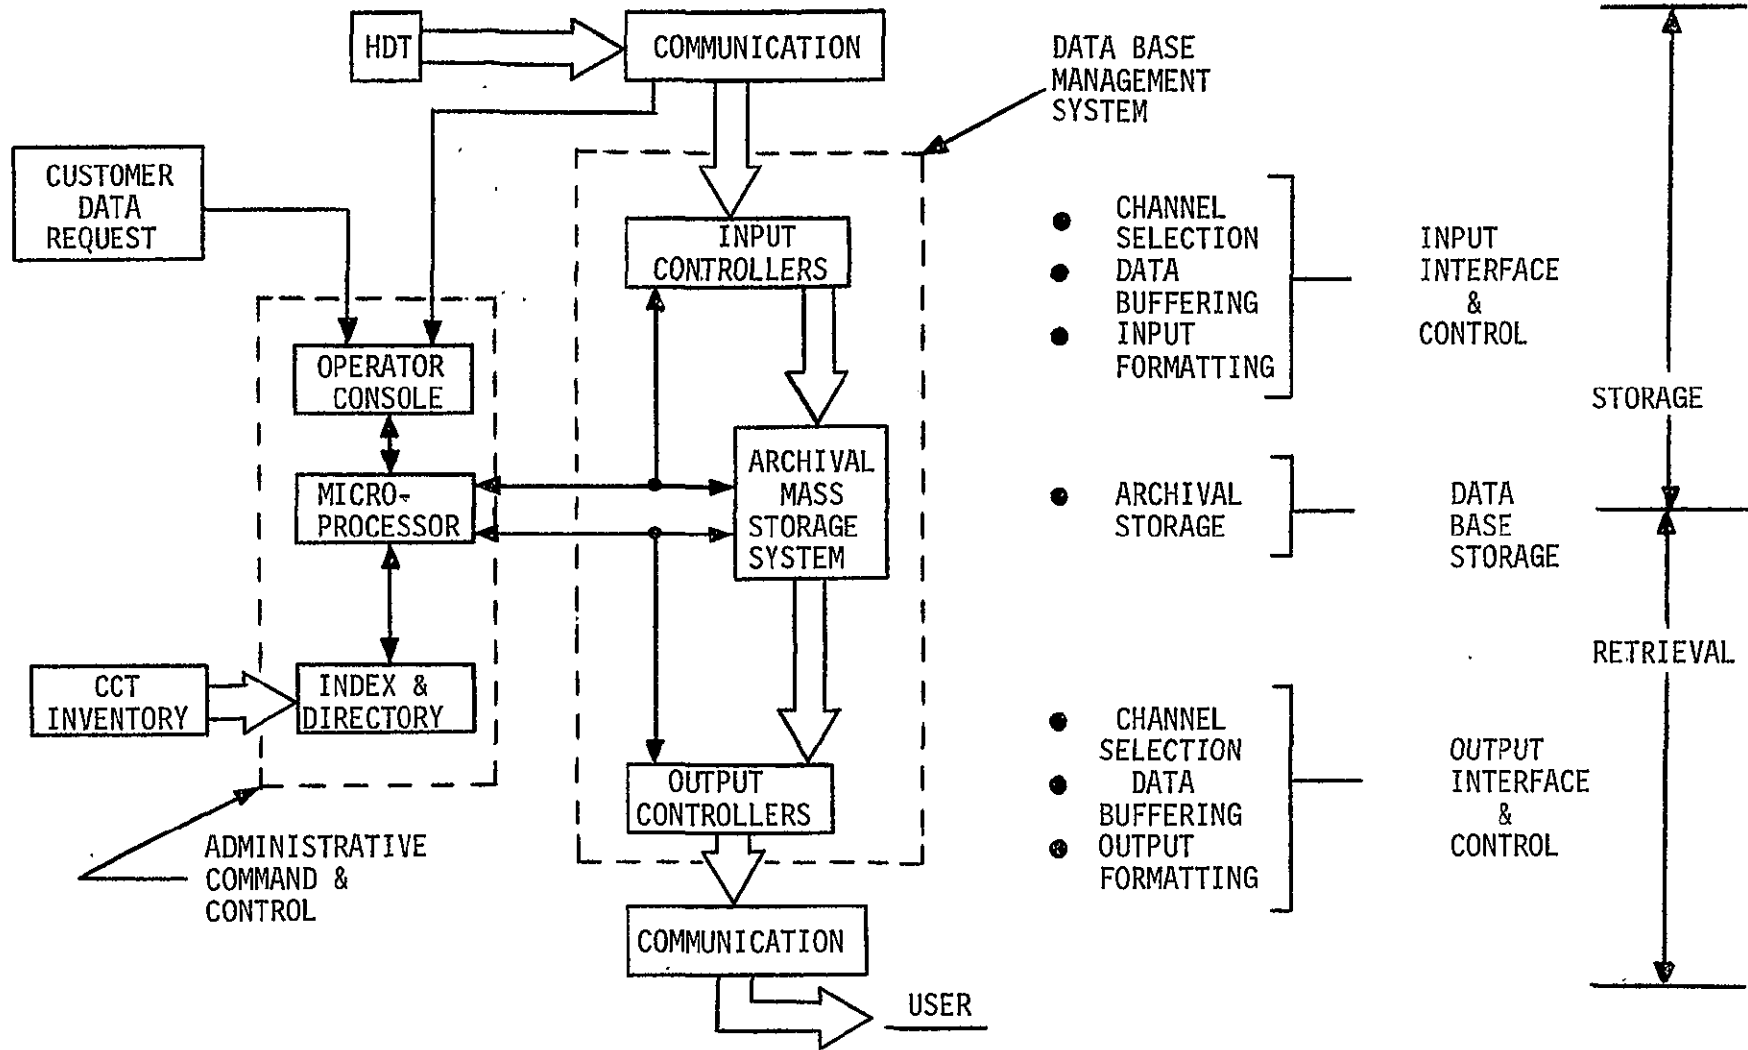 HDT
COMMUNICATION
DATA BASE
MANAGEMENT
SYSTEM
CUSTOMER
DATA
REQUEST
INPUT
CONTROLLERS
OPERATOR
CONSOLE
MICRO-
PROCESSOR
ARCHIVAL
MASS
STORAGE
SYSTEM
CCT
INVENTORY
INDEX &
DIRECTORY
OUTPUT
CONTROLLERS
ADMINISTRATIVE
COMMAND &
CONTROL
COMMUNICATION
USER
● CHANNEL
SELECTION
● DATA
BUFFERING
● INPUT
FORMATTING
INPUT
INTERFACE
&
CONTROL
● ARCHIVAL
STORAGE
DATA
BASE
STORAGE
● CHANNEL
SELECTION
● DATA
BUFFERING
● OUTPUT
FORMATTING
OUTPUT
INTERFACE
&
CONTROL
STORAGE
RETRIEVAL